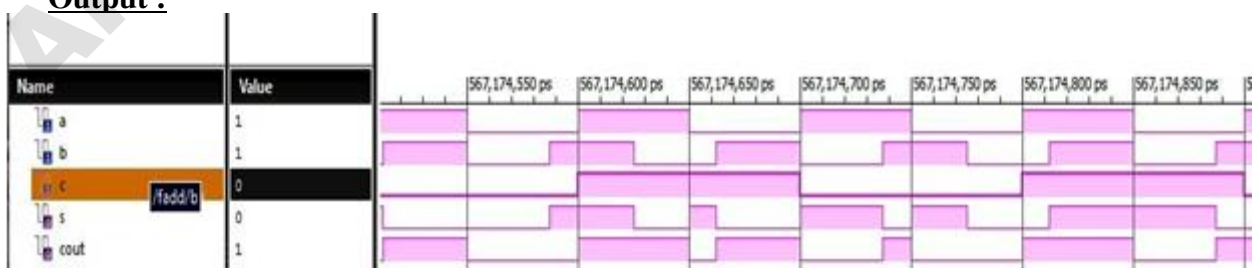 Output :
Name Value 567,174,550 ps 567,174,600 ps 567,174,650 ps 567,174,700 ps 567,174,750 ps 567,174,800 ps 567,174,850 ps
a 1
b 1
c /fadd/b 0
s 0
cout 1